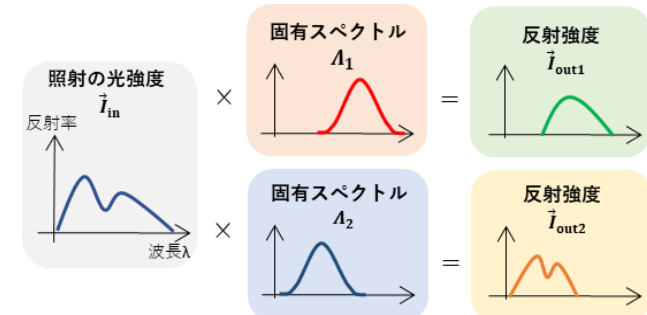 照射の光強度
I⃗in
反射率
波長λ
×
固有スペクトル
Λ1
=
反射強度
I⃗out1
×
固有スペクトル
Λ2
=
反射強度
I⃗out2